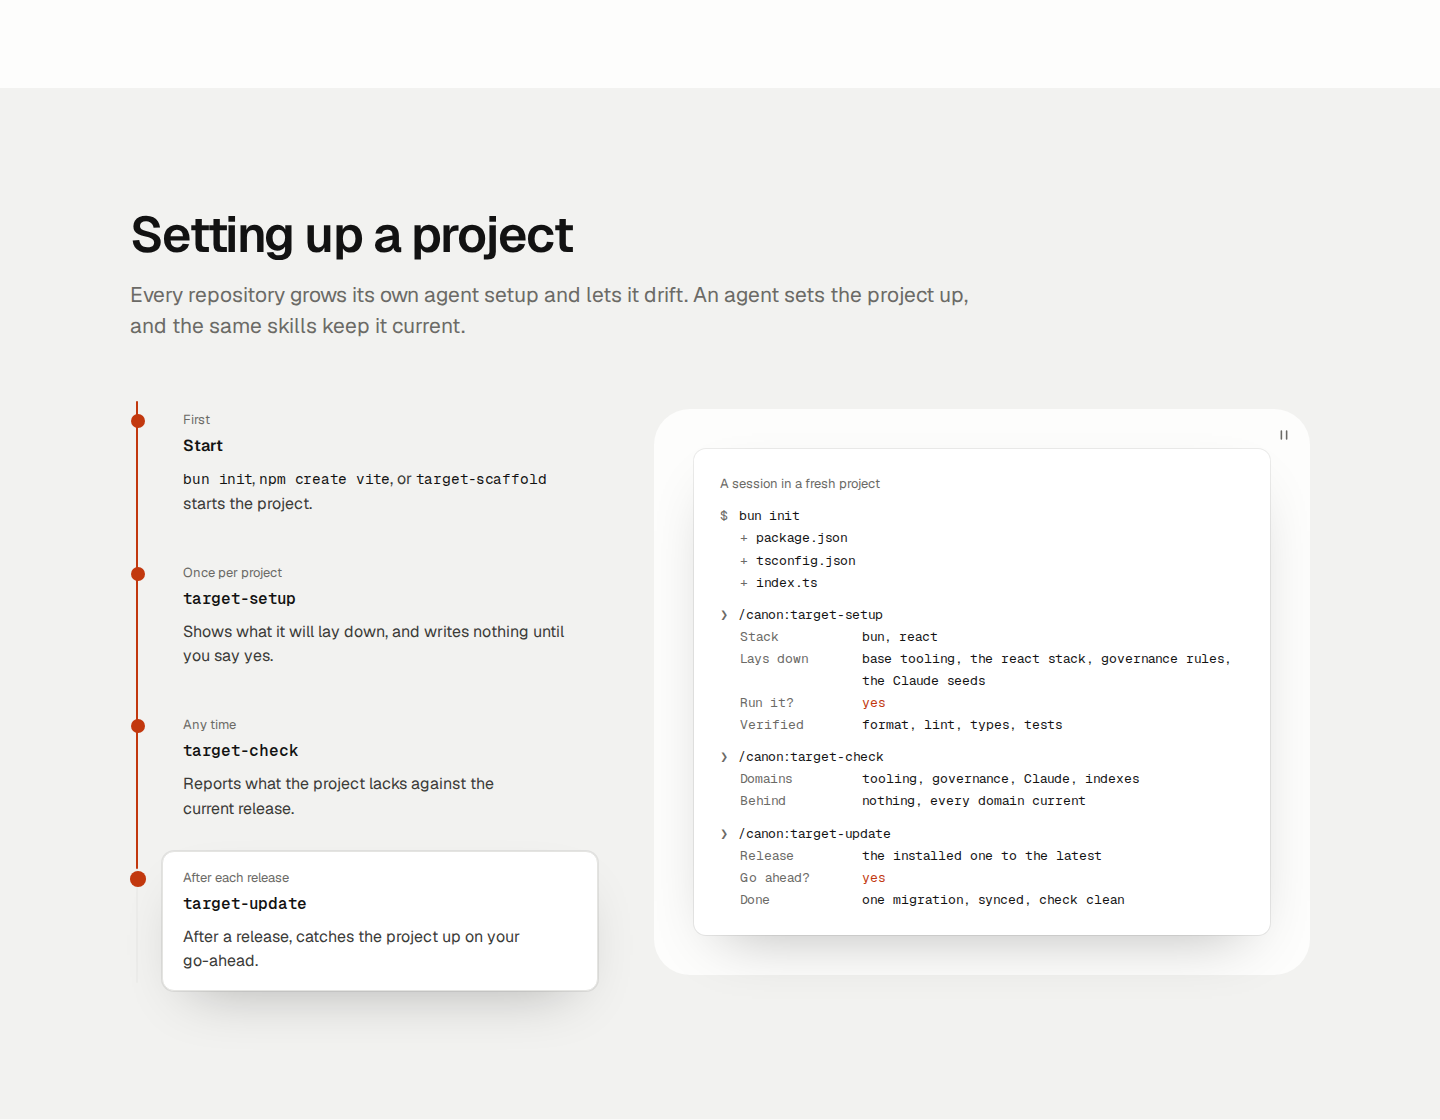 Setting up a project
Every repository grows its own agent setup and lets it drift. An agent sets the project up,
and the same skills keep it current.
First
Start
bun init, npm create vite, or target-scaffold
starts the project.
Once per project
target-setup
Shows what it will lay down, and writes nothing until
you say yes.
Any time
target-check
Reports what the project lacks against the
current release.
After each release
target-update
After a release, catches the project up on your
go-ahead.
A session in a fresh project
$ bun init
+ package.json
+ tsconfig.json
+ index.ts
❯ /canon:target-setup
Stack bun, react
Lays down base tooling, the react stack, governance rules,
the Claude seeds
Run it? yes
Verified format, lint, types, tests
❯ /canon:target-check
Domains tooling, governance, Claude, indexes
Behind nothing, every domain current
❯ /canon:target-update
Release the installed one to the latest
Go ahead? yes
Done one migration, synced, check clean